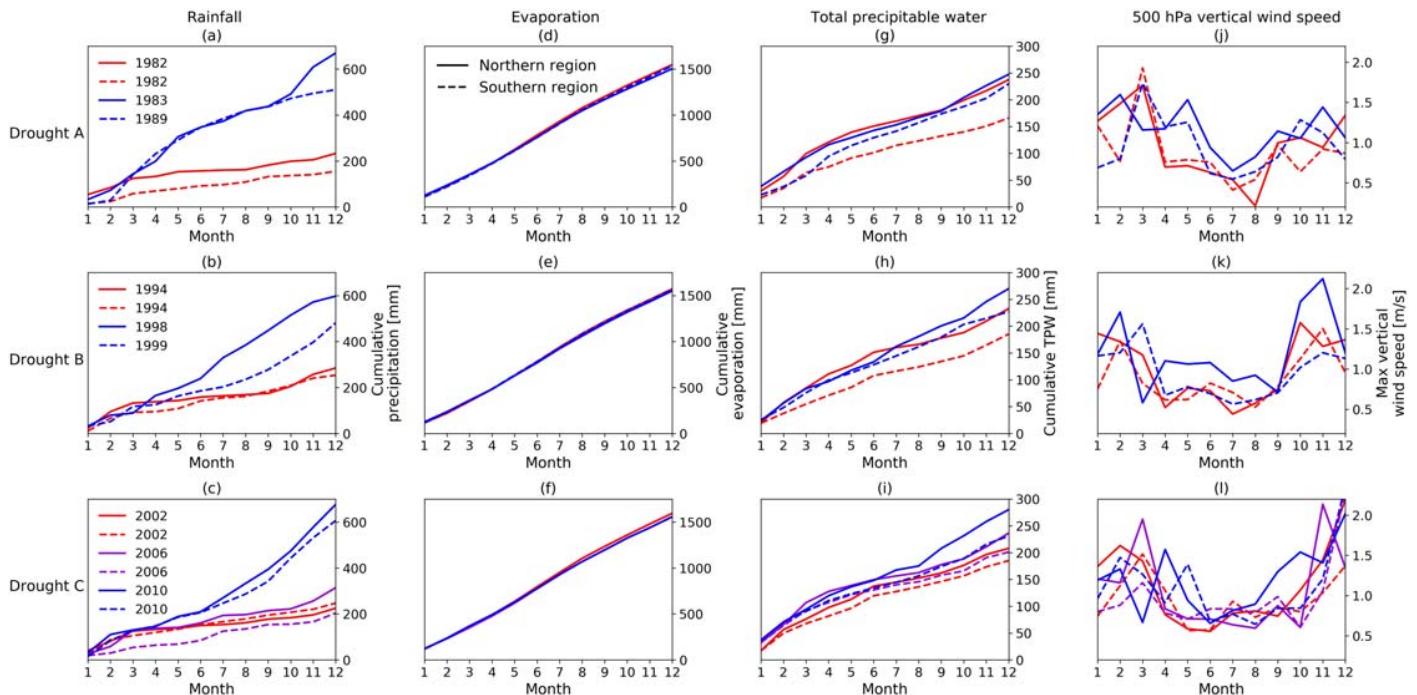 Rainfall Evaporation Total precipitable water 500 hPa vertical wind speed
(a) (d) (g) (j)
Drought A
1982
1982
1983
1989
Northern region
Southern region
0 200 400 600
0 500 1000 1500
0 50 100 150 200 250 300
0.5 1.0 1.5 2.0
1 2 3 4 5 6 7 8 9 10 11 12
1 2 3 4 5 6 7 8 9 10 11 12
1 2 3 4 5 6 7 8 9 10 11 12
1 2 3 4 5 6 7 8 9 10 11 12
Month Month Month Month
(b) (e) (h) (k)
Drought B
1994
1994
1998
1999
0 200 400 600
Cumulative
precipitation [mm]
0 500 1000 1500
Cumulative
evaporation [mm]
0 50 100 150 200 250 300
Cumulative TPW [mm]
0.5 1.0 1.5 2.0
Max vertical
wind speed [m/s]
1 2 3 4 5 6 7 8 9 10 11 12
1 2 3 4 5 6 7 8 9 10 11 12
1 2 3 4 5 6 7 8 9 10 11 12
1 2 3 4 5 6 7 8 9 10 11 12
Month Month Month Month
(c) (f) (i) (l)
Drought C
2002
2002
2006
2006
2010
2010
0 200 400 600
0 500 1000 1500
0 50 100 150 200 250 300
0.5 1.0 1.5 2.0
1 2 3 4 5 6 7 8 9 10 11 12
1 2 3 4 5 6 7 8 9 10 11 12
1 2 3 4 5 6 7 8 9 10 11 12
1 2 3 4 5 6 7 8 9 10 11 12
Month Month Month Month